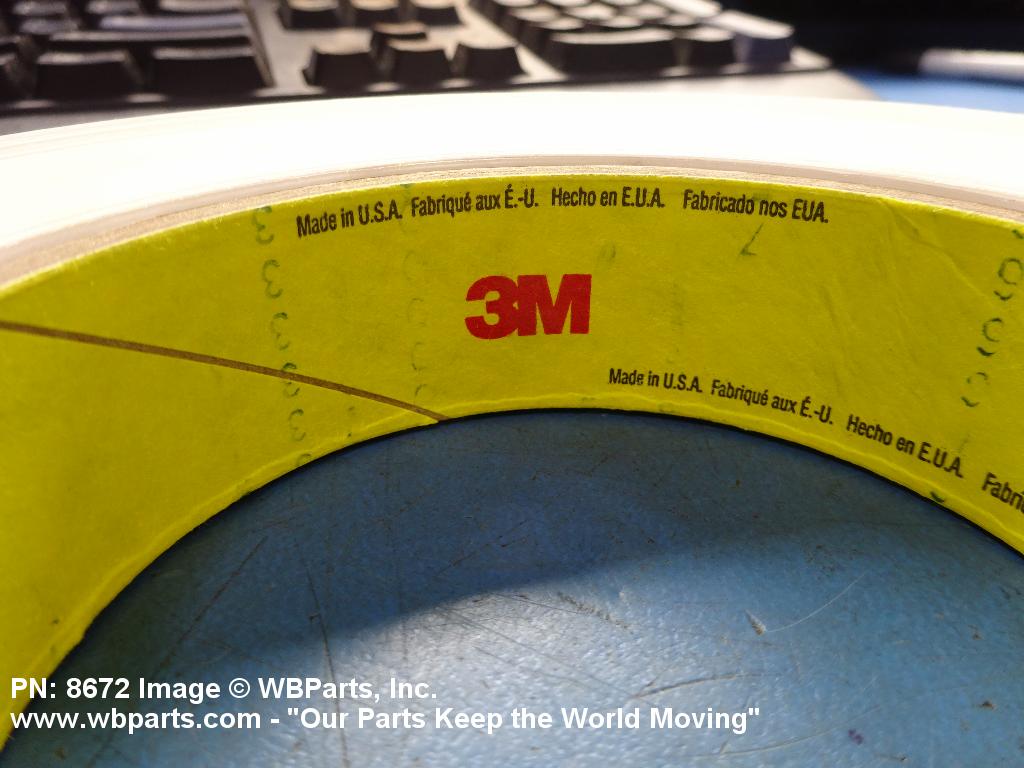 Made in U.S.A. Fabriqué aux É.-U. Hecho en E.U.A. Fabricado nos EUA.
3M
Made in U.S.A. Fabriqué aux É.-U. Hecho en E.U.A.
PN: 8672 Image © WBParts, Inc.
www.wbparts.com - "Our Parts Keep the World Moving"